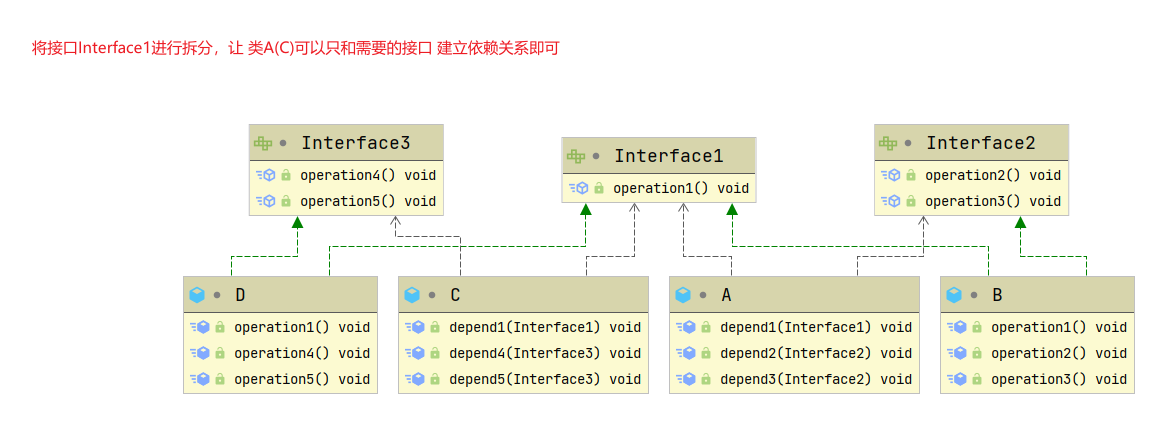 将接口Interface1进行拆分，让 类A(C)可以只和需要的接口 建立依赖关系即可
Interface3
operation4() void
operation5() void
Interface1
operation1() void
Interface2
operation2() void
operation3() void
D
operation1() void
operation4() void
operation5() void
C
depend1(Interface1) void
depend4(Interface3) void
depend5(Interface3) void
A
depend1(Interface1) void
depend2(Interface2) void
depend3(Interface2) void
B
operation1() void
operation2() void
operation3() void